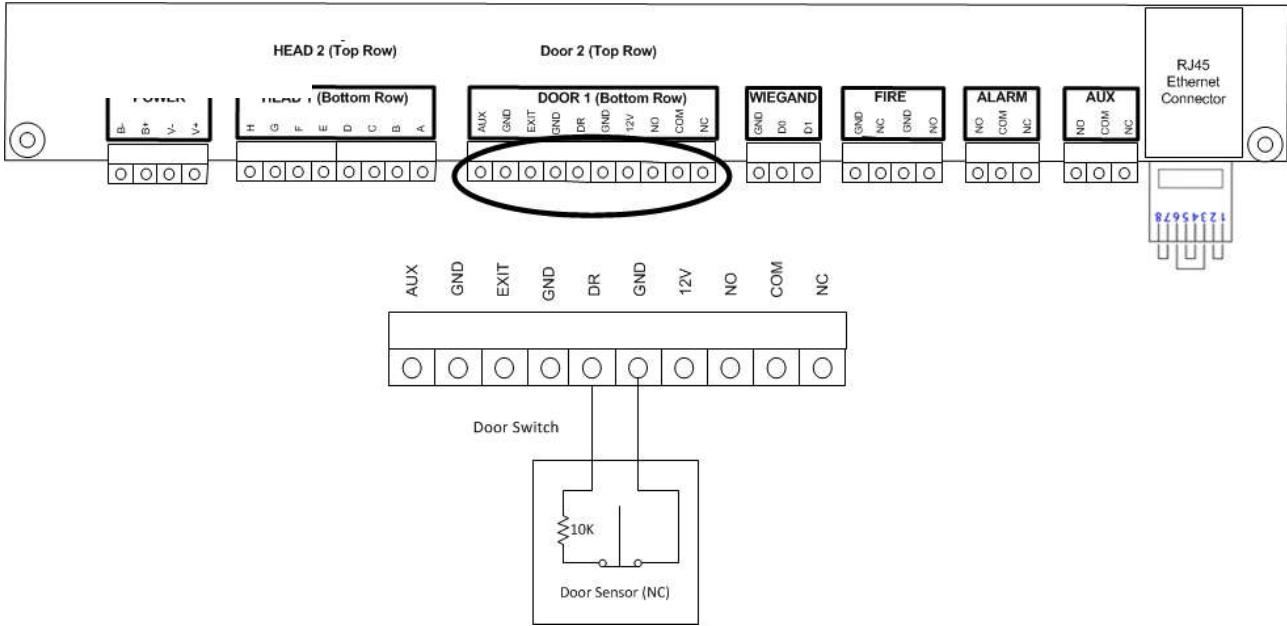 HEAD 2 (Top Row)
Door 2 (Top Row)
RJ45
Ethernet
Connector
POWER
B-
B+
V-
V+
HEAD 1 (Bottom Row)
H
G
F
E
D
C
B
A
DOOR 1 (Bottom Row)
AUX
GND
EXIT
GND
DR
GND
12V
NO
COM
NC
WIEGAND
GND
D0
D1
FIRE
GND
NC
GND
NO
ALARM
NO
COM
NC
AUX
NO
COM
NC
87654321
AUX
GND
EXIT
GND
DR
GND
12V
NO
COM
NC
Door Switch
10K
Door Sensor (NC)